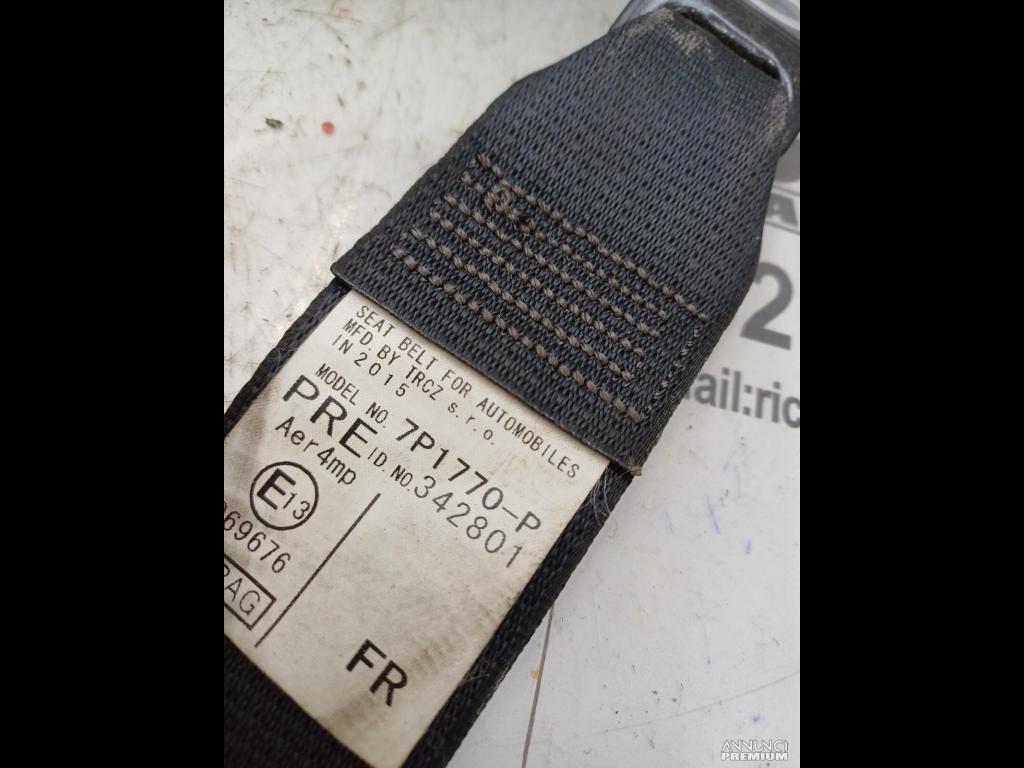 SEAT BELT FOR AUTOMOBILES
MFD. BY TRCZ s.r.o.
IN 2015
MODEL NO. 7P1770-P
PRE ID. NO. 342801
Aer4mp
E13
69676
AG
FR
2
ail:ric
ANNUNCI
PREMIUM